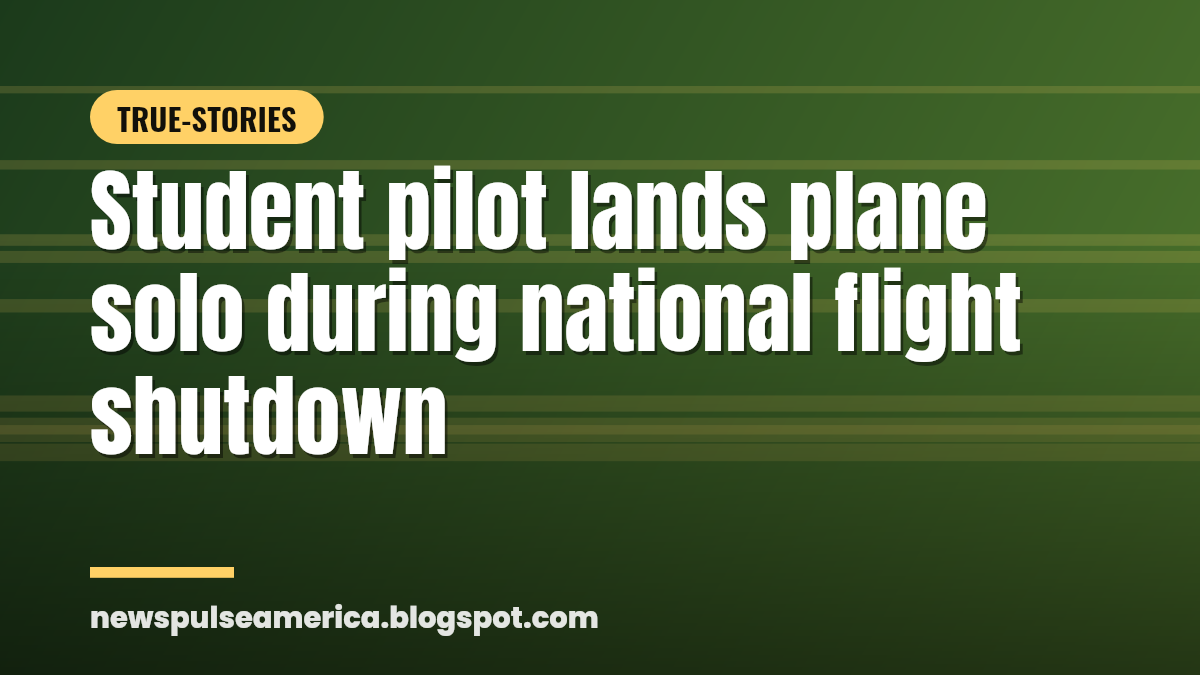 TRUE-STORIES
Student pilot lands plane
solo during national flight
shutdown
newspulseamerica.blogspot.com